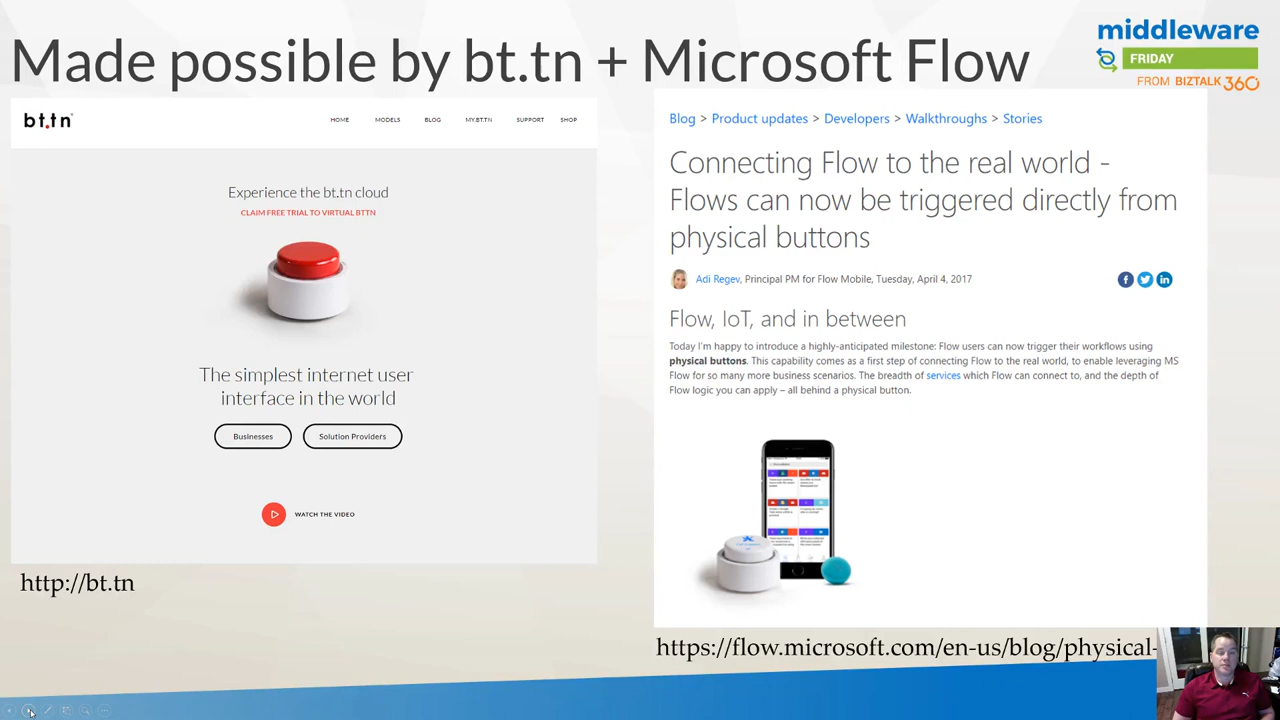 Made possible by bt.tn + Microsoft Flow
middleware
FRIDAY
FROM BIZTALK 360
bt.tn
HOME MODELS BLOG MY.BT.TN SUPPORT SHOP
Experience the bt.tn cloud
CLAIM FREE TRIAL TO VIRTUAL BTTN
The simplest internet user
interface in the world
Businesses Solution Providers
WATCH THE VIDEO
http://bt.tn
Blog > Product updates > Developers > Walkthroughs > Stories
Connecting Flow to the real world -
Flows can now be triggered directly from
physical buttons
Adi Regev, Principal PM for Flow Mobile, Tuesday, April 4, 2017
Flow, IoT, and in between
Today I'm happy to introduce a highly-anticipated milestone: Flow users can now trigger their workflows using
physical buttons. This capability comes as a first step of connecting Flow to the real world, to enable leveraging MS
Flow for so many more business scenarios. The breadth of services which Flow can connect to, and the depth of
Flow logic you can apply – all behind a physical button.
https://flow.microsoft.com/en-us/blog/physical-